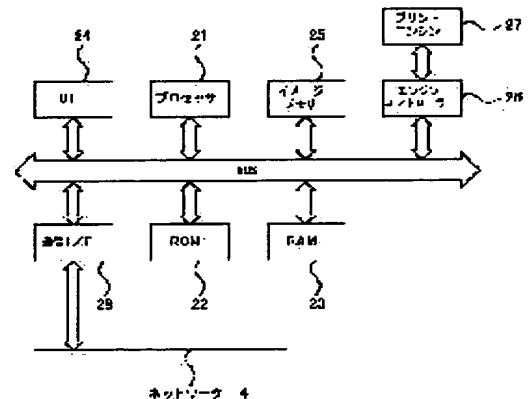 24
21
25
プリント
エンジン
27
UI
プロセッサ
イメージ
メモリ
エンジン
コントローラ
26
BUS
通信I/F
ROM
RAM
28
22
23
ネットワーク 4